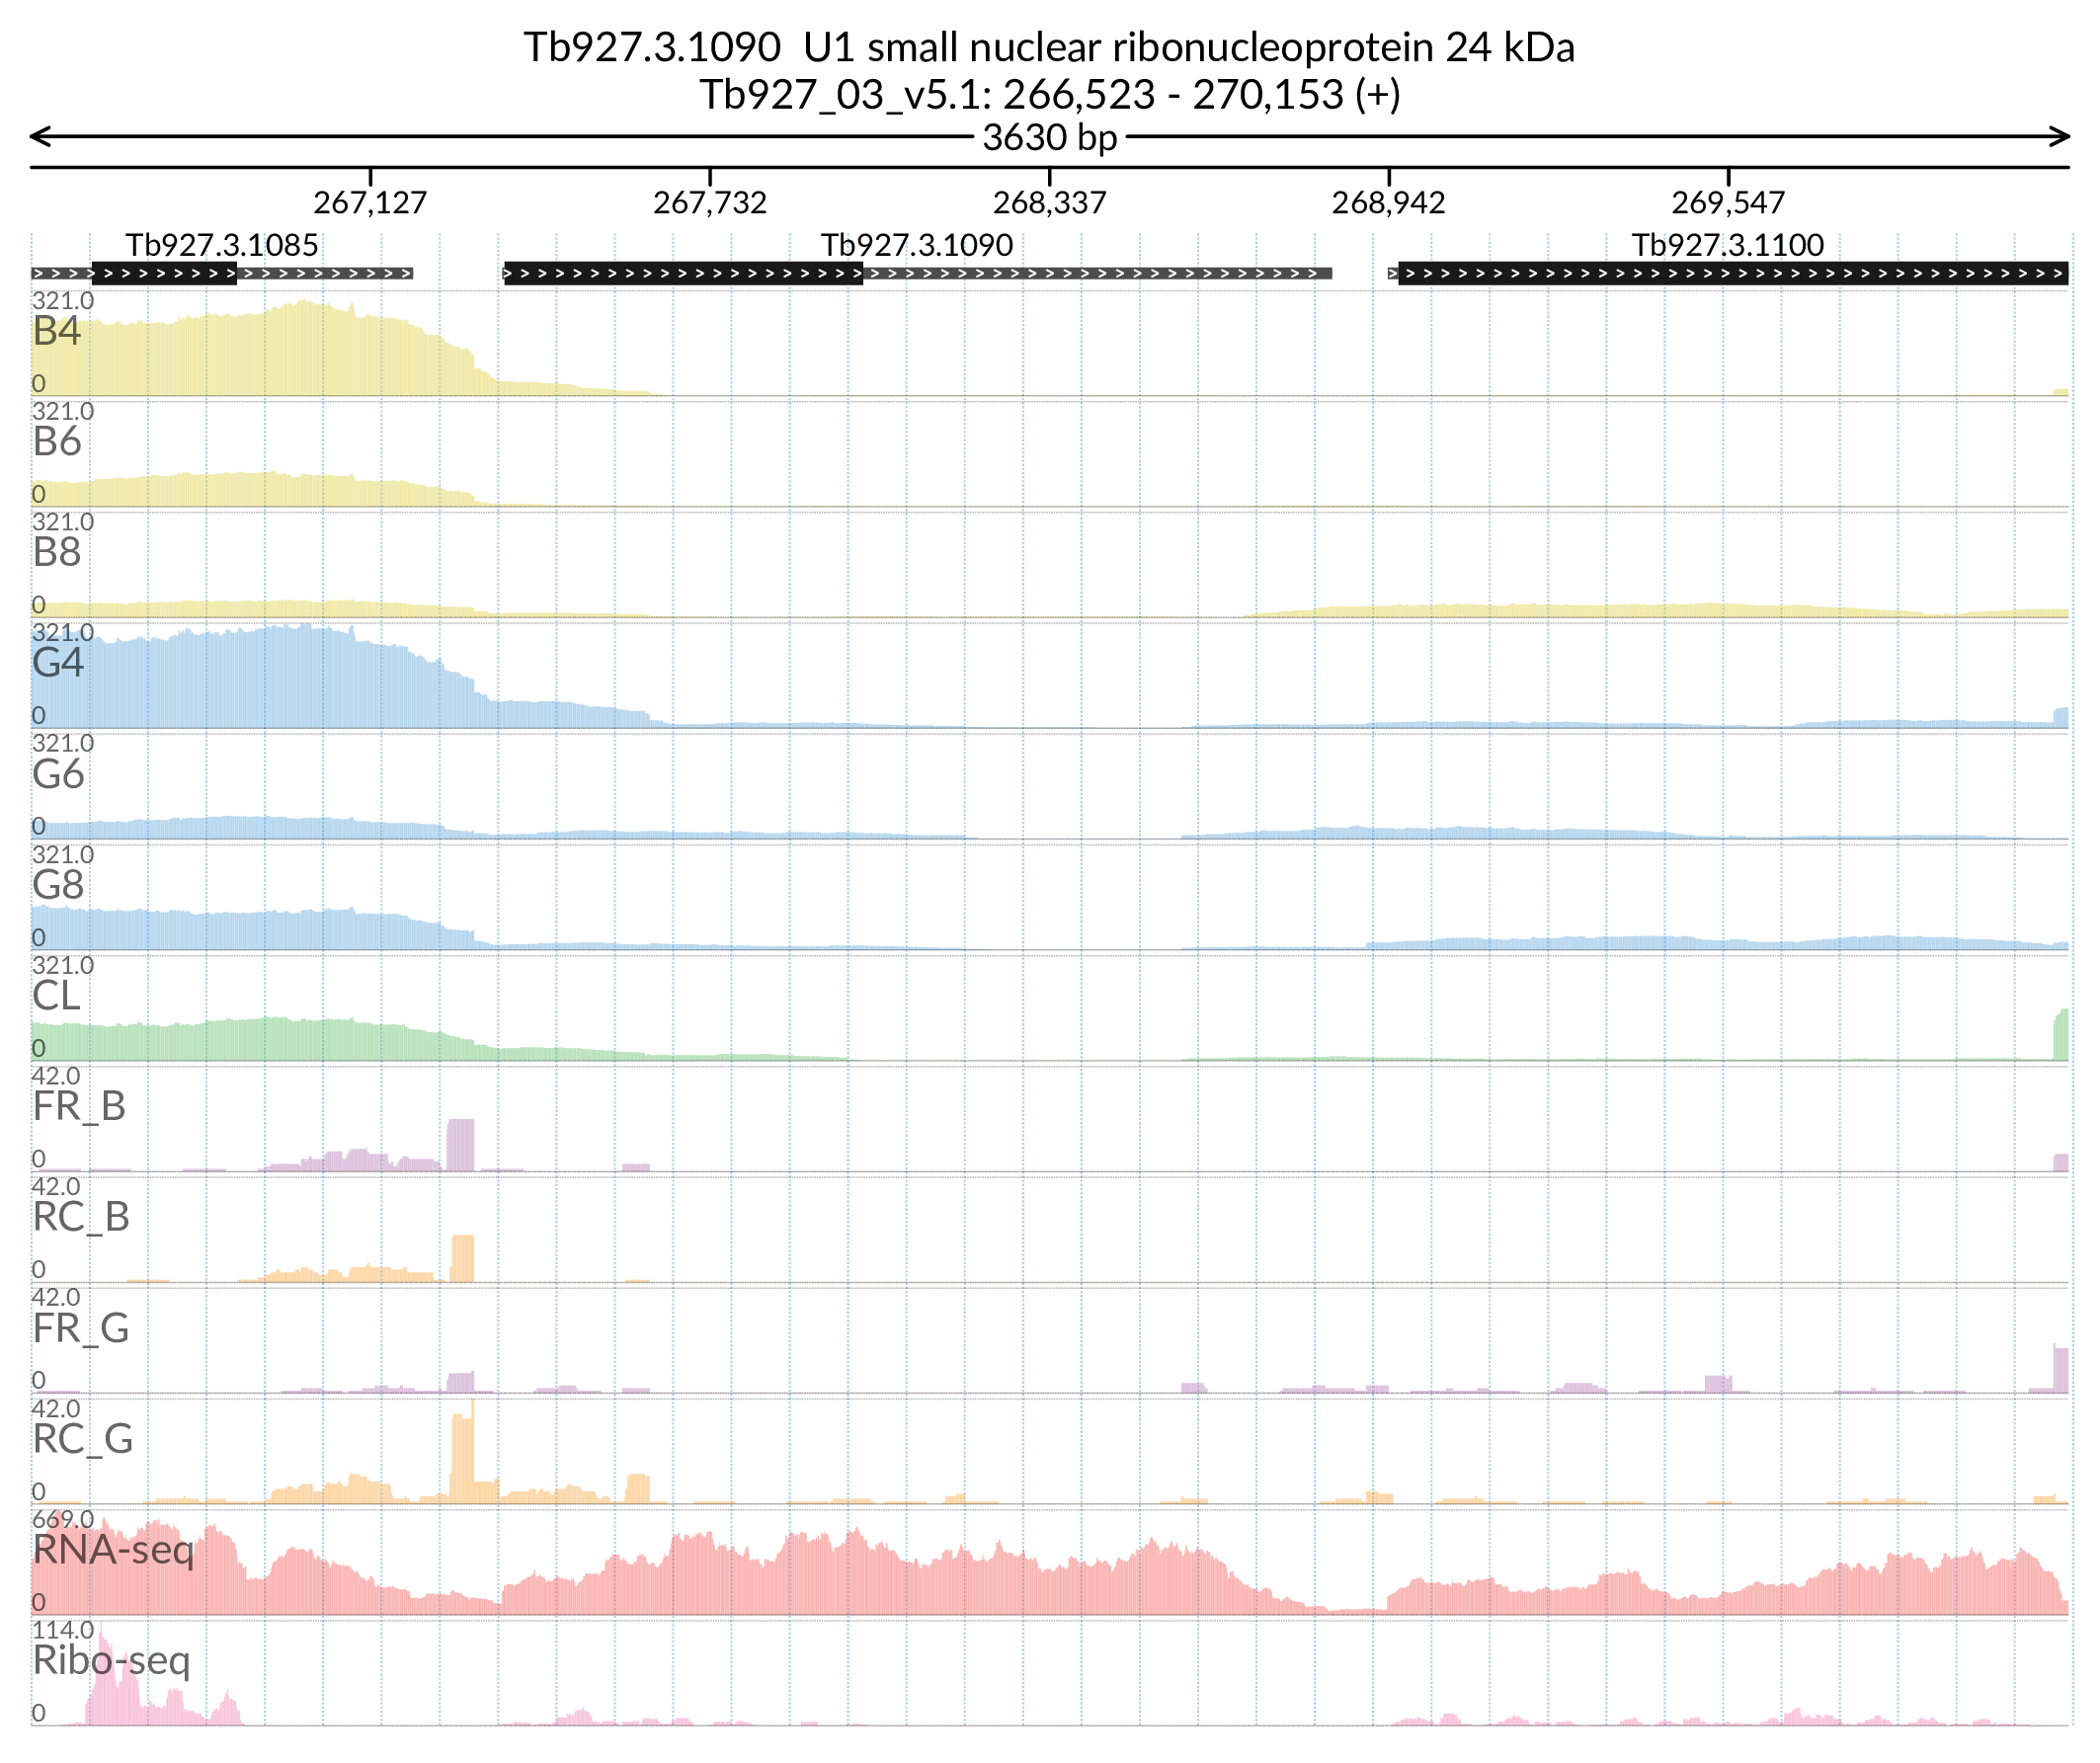 Tb927.3.1090  U1 small nuclear ribonucleoprotein 24 kDa
Tb927_03_v5.1: 266,523 - 270,153 (+)
3630 bp
267,127 267,732 268,337 268,942 269,547
Tb927.3.1085 Tb927.3.1090 Tb927.3.1100
321.0
B4
0
321.0
B6
0
321.0
B8
0
321.0
G4
0
321.0
G6
0
321.0
G8
0
321.0
CL
0
42.0
FR_B
0
42.0
RC_B
0
42.0
FR_G
0
42.0
RC_G
0
669.0
RNA-seq
0
114.0
Ribo-seq
0